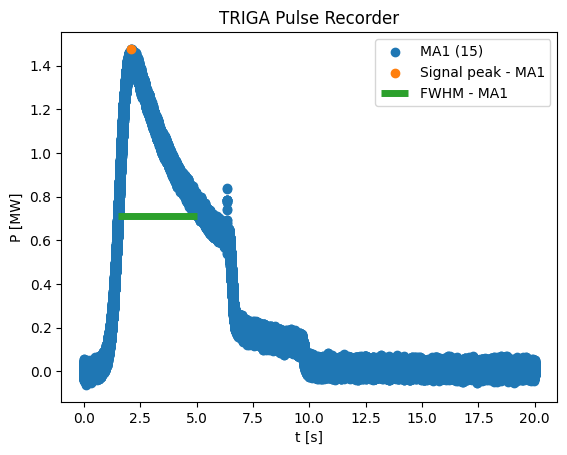 TRIGA Pulse Recorder
MA1 (15)
Signal peak - MA1
FWHM - MA1
P [MW]
1.4
1.2
1.0
0.8
0.6
0.4
0.2
0.0
0.0 2.5 5.0 7.5 10.0 12.5 15.0 17.5 20.0
t [s]